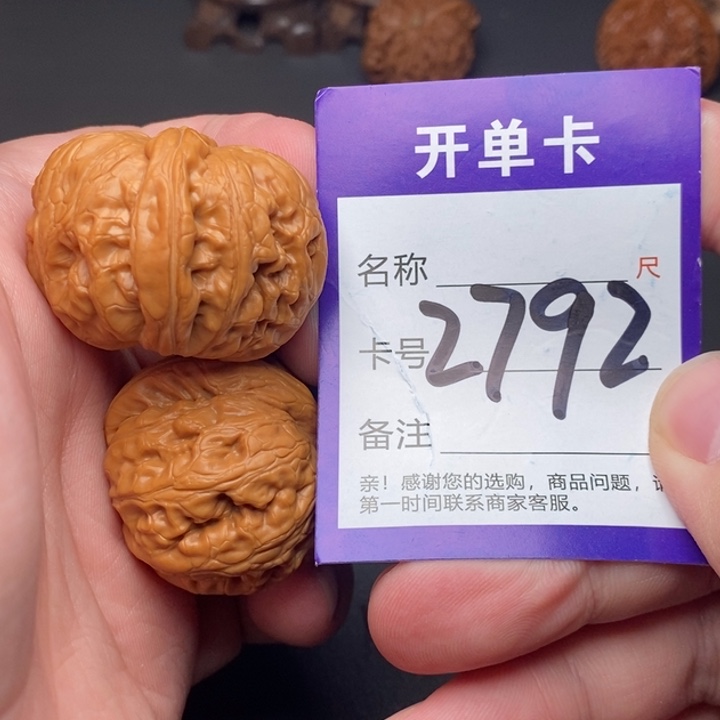 开单卡
名称 尺
卡号 2792
备注
亲！感谢您的选购，商品问题，
第一时间联系商家客服。